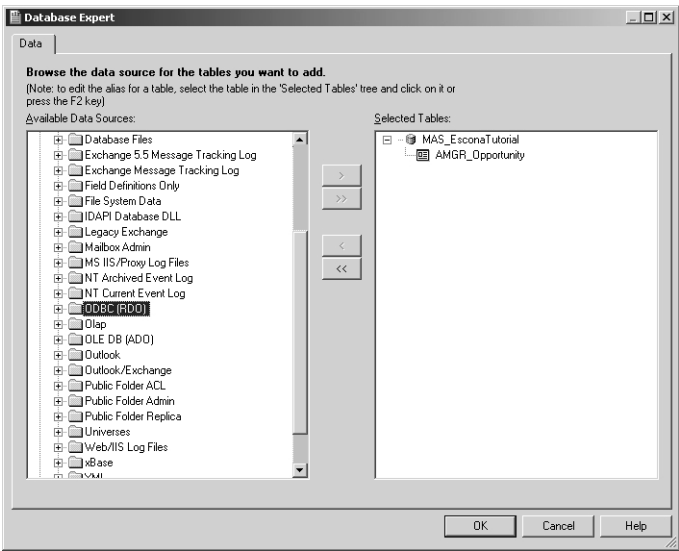 Database Expert
Data
Browse the data source for the tables you want to add.
(Note: to edit the alias for a table, select the table in the 'Selected Tables' tree and click on it or
press the F2 key)
Available Data Sources:
Selected Tables:
Database Files
Exchange 5.5 Message Tracking Log
Exchange Message Tracking Log
Field Definitions Only
File System Data
IDAPI Database DLL
Legacy Exchange
Mailbox Admin
MS IIS/Proxy Log Files
NT Archived Event Log
NT Current Event Log
ODBC (RDO)
Olap
OLE DB (ADO)
Outlook
Outlook/Exchange
Public Folder ACL
Public Folder Admin
Public Folder Replica
Universes
Web/IIS Log Files
xBase
XML
>
>>
<
<<
MAS_EsconaTutorial
AMGR_Opportunity
OK
Cancel
Help